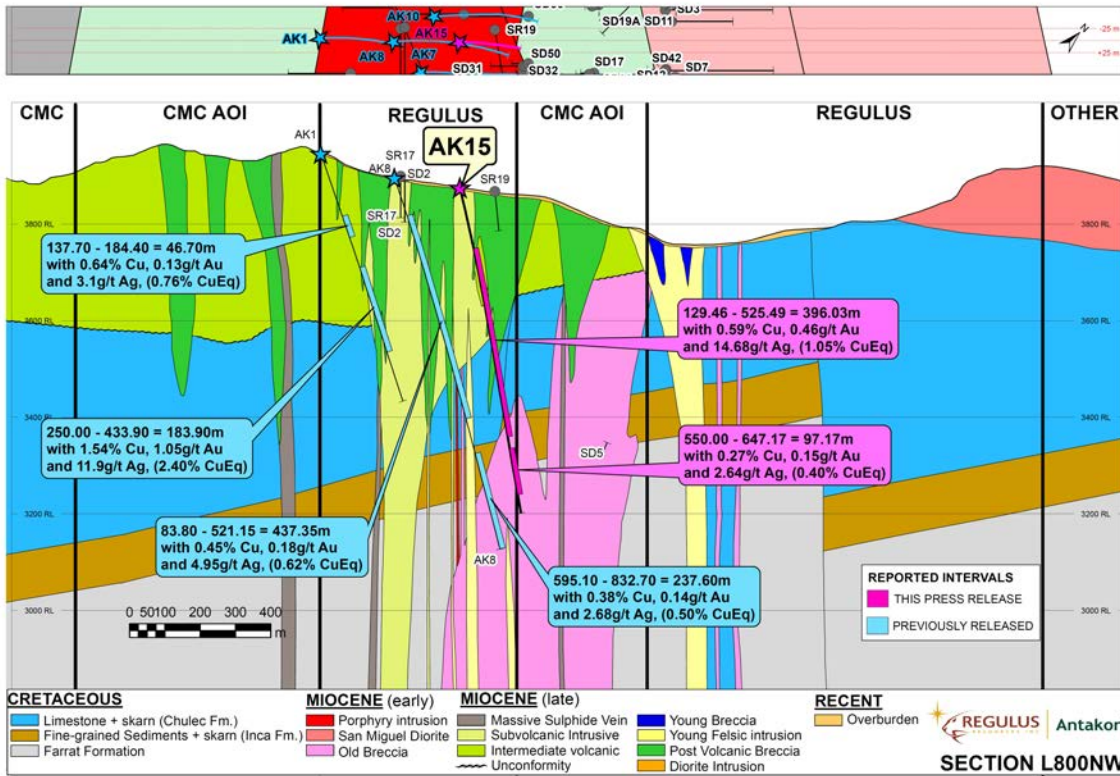 AK10
AK1
AK15
SR19
SD19A
SD11
SD3
AK8
AK7
SD50
SD31
SD32
SD17
SD42
SD7
-25 m
+25 m
CMC
CMC AOI
REGULUS
CMC AOI
REGULUS
OTHER
AK1
SR17
AK8
SD2
AK15
SR19
SR17
SD2
3800 RL
3800 RL
137.70 - 184.40 = 46.70m
with 0.64% Cu, 0.13g/t Au
and 3.1g/t Ag, (0.76% CuEq)
129.46 - 525.49 = 396.03m
with 0.59% Cu, 0.46g/t Au
and 14.68g/t Ag, (1.05% CuEq)
3600 RL
3600 RL
3400 RL
3400 RL
250.00 - 433.90 = 183.90m
with 1.54% Cu, 1.05g/t Au
and 11.9g/t Ag, (2.40% CuEq)
550.00 - 647.17 = 97.17m
with 0.27% Cu, 0.15g/t Au
and 2.64g/t Ag, (0.40% CuEq)
SD5
3200 RL
3200 RL
83.80 - 521.15 = 437.35m
with 0.45% Cu, 0.18g/t Au
and 4.95g/t Ag, (0.62% CuEq)
AK8
595.10 - 832.70 = 237.60m
with 0.38% Cu, 0.14g/t Au
and 2.68g/t Ag, (0.50% CuEq)
REPORTED INTERVALS
THIS PRESS RELEASE
PREVIOUSLY RELEASED
3000 RL
3000 RL
0 50 100 200 300 400
m
CRETACEOUS
Limestone + skarn (Chulec Fm.)
Fine-grained Sediments + skarn (Inca Fm.)
Farrat Formation
MIOCENE (early)
Porphyry intrusion
San Miguel Diorite
Old Breccia
MIOCENE (late)
Massive Sulphide Vein
Subvolcanic Intrusive
Intermediate volcanic
Unconformity
Young Breccia
Young Felsic intrusion
Post Volcanic Breccia
Diorite Intrusion
RECENT
Overburden
REGULUS
RESOURCES INC.
Antakor
SECTION L800NW